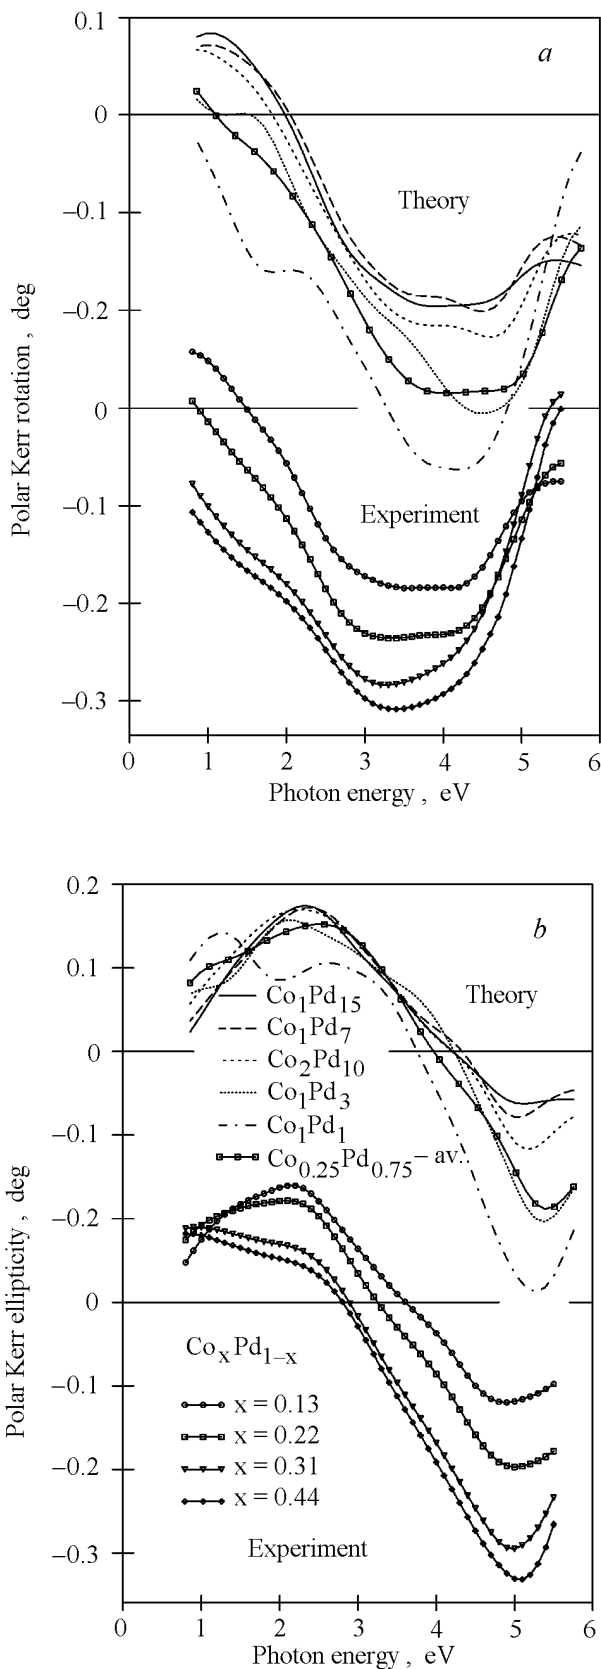 0.1
a
0
Theory
–0.1
–0.2
0
Experiment
–0.1
–0.2
–0.3
Polar Kerr rotation , deg
0 1 2 3 4 5 6
Photon energy , eV
0.2
b
0.1
Theory
Co1Pd15
Co1Pd7
0
Co2Pd10
Co1Pd3
Co1Pd1
–0.1
Co0.25Pd0.75– av.
–0.2
0
CoxPd1–x
–0.1
x = 0.13
x = 0.22
–0.2
x = 0.31
x = 0.44
Experiment
–0.3
Polar Kerr ellipticity , deg
0 1 2 3 4 5 6
Photon energy , eV